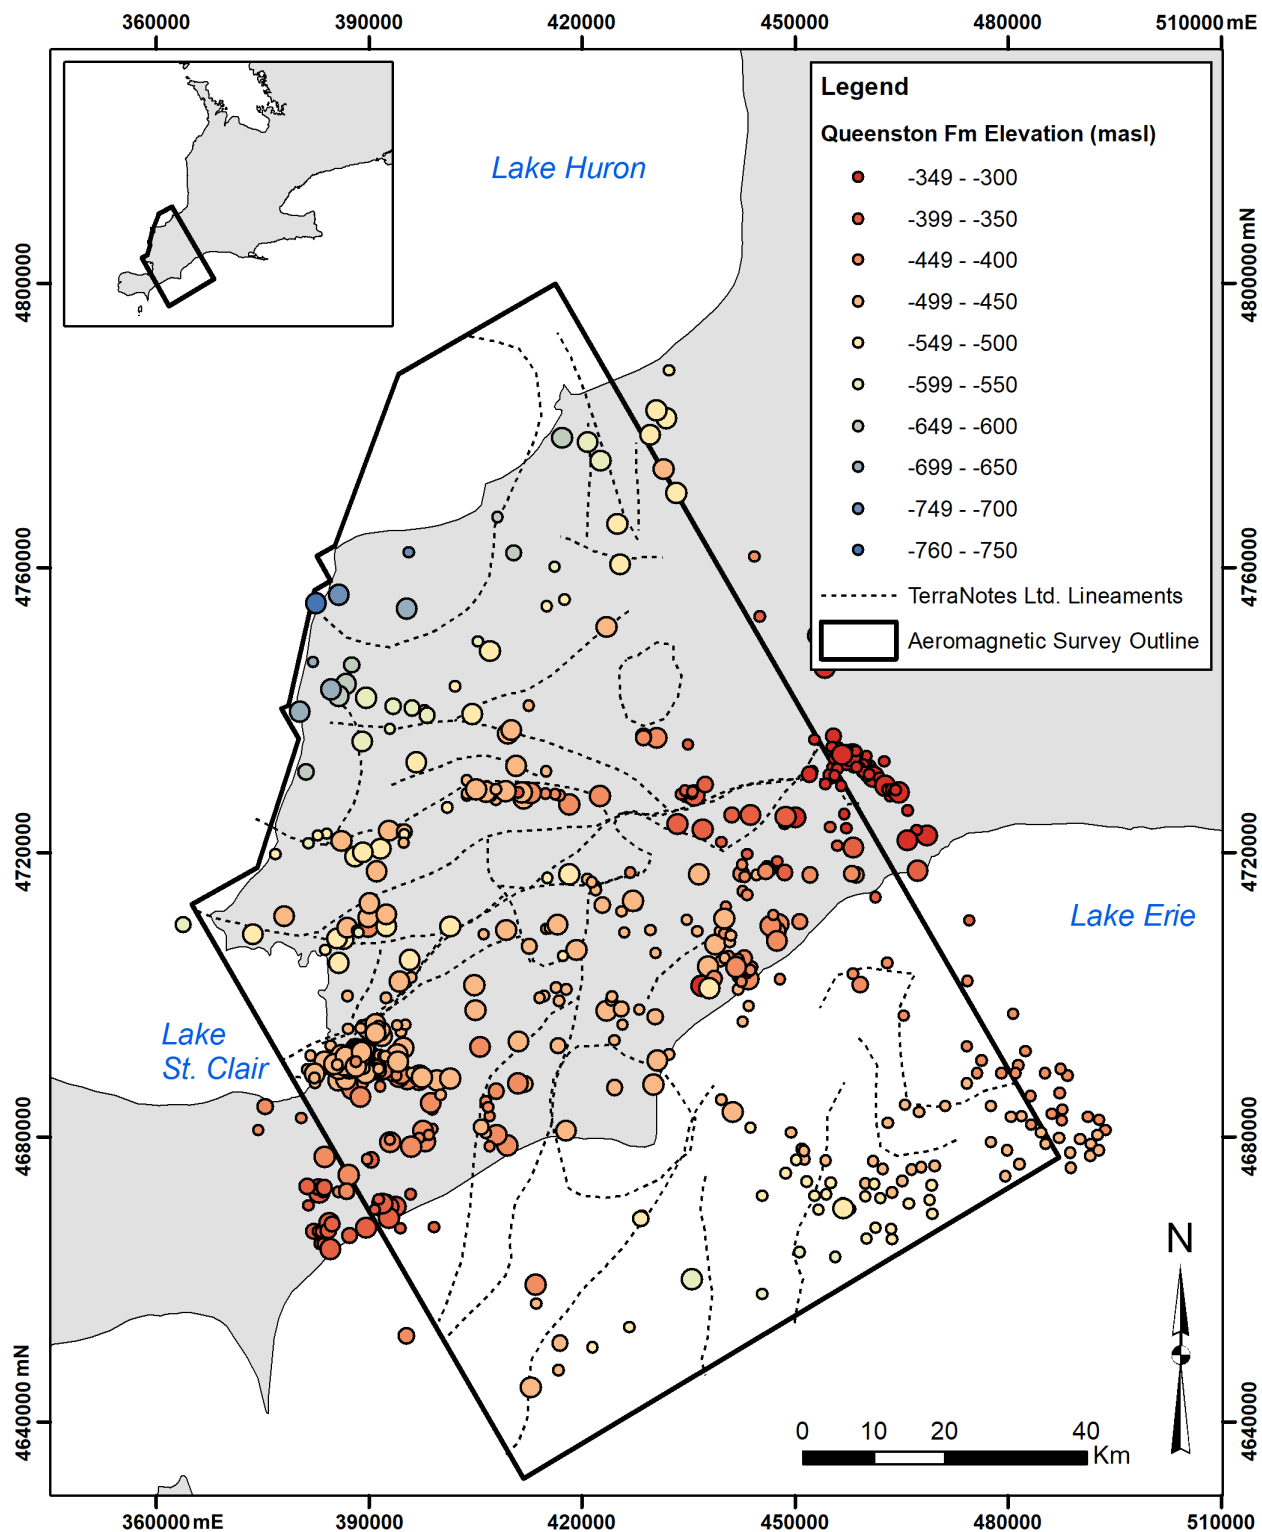 360000 390000 420000 450000 480000 510000 mE
Legend
Queenston Fm Elevation (masl)
-349 - -300
-399 - -350
-449 - -400
-499 - -450
-549 - -500
-599 - -550
-649 - -600
-699 - -650
-749 - -700
-760 - -750
TerraNotes Ltd. Lineaments
Aeromagnetic Survey Outline
Lake Huron
4800000
4800000 mN
4760000
4760000
4720000
4720000
Lake Erie
Lake
St. Clair
4680000
4680000
N
4640000 mN
4640000
0 10 20 40
Km
360000 mE 390000 420000 450000 480000 510000